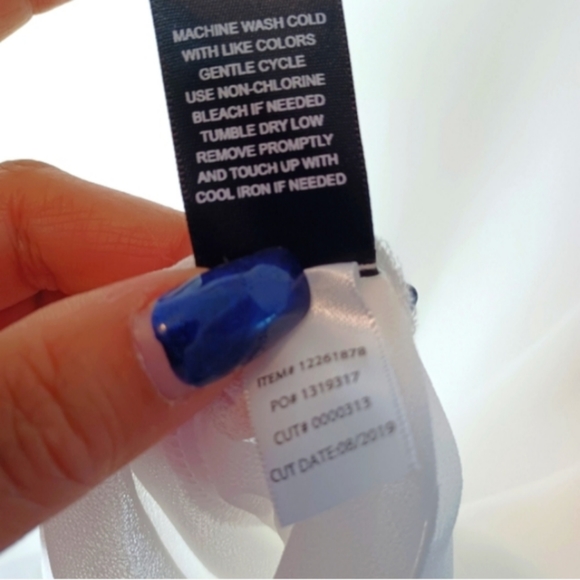 MACHINE WASH COLD
WITH LIKE COLORS
GENTLE CYCLE
USE NON-CHLORINE
BLEACH IF NEEDED
TUMBLE DRY LOW
REMOVE PROMPTLY
AND TOUCH UP WITH
COOL IRON IF NEEDED
ITEM# 12261878
PO# 1319317
CUT# 0000313
CUT DATE:08/2019